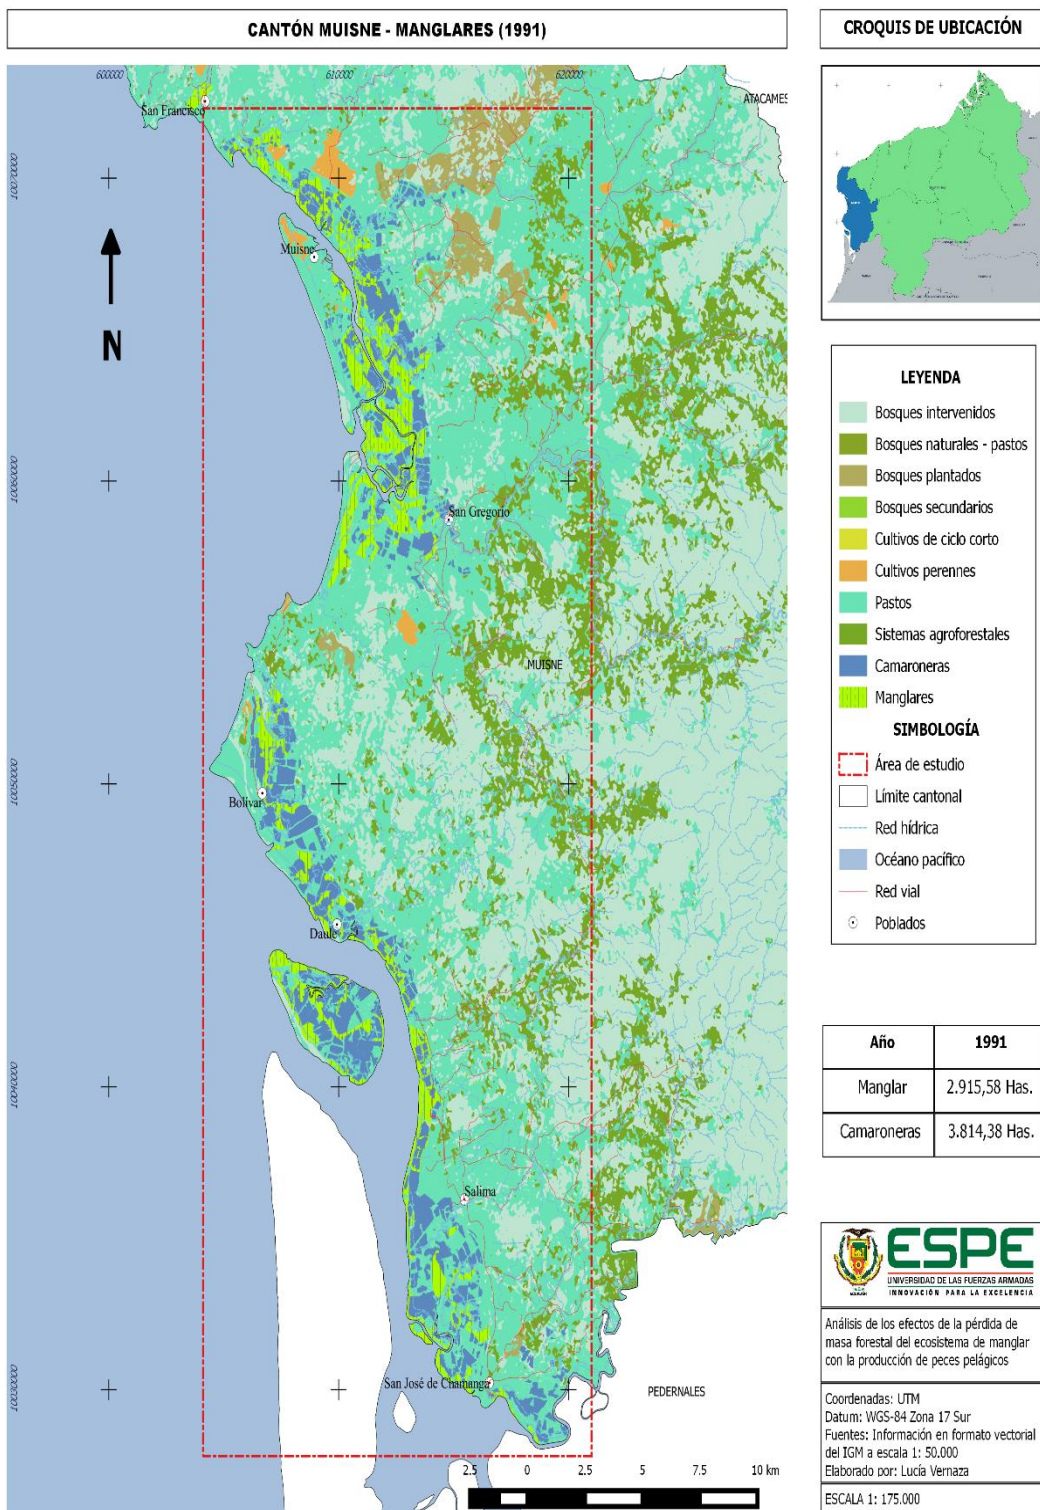 CANTÓN MUISNE - MANGLARES (1991)
CROQUIS DE UBICACIÓN
600000
610000
620000
ATACAMES
San Francisco
10070000
Muisne
N
10060000
San Gregorio
MUISNE
10050000
Bolívar
Daule
10040000
Salima
San José de Chamanga
10030000
PEDERNALES
2.5 0 2.5 5 7.5 10 km
LEYENDA
Bosques intervenidos
Bosques naturales - pastos
Bosques plantados
Bosques secundarios
Cultivos de ciclo corto
Cultivos perennes
Pastos
Sistemas agroforestales
Camaroneras
Manglares
SIMBOLOGÍA
Área de estudio
Límite cantonal
Red hídrica
Océano pacífico
Red vial
Poblados
Año 1991
Manglar 2.915,58 Has.
Camaroneras 3.814,38 Has.
ESPE
UNIVERSIDAD DE LAS FUERZAS ARMADAS
INNOVACIÓN PARA LA EXCELENCIA
Análisis de los efectos de la pérdida de
masa forestal del ecosistema de manglar
con la producción de peces pelágicos
Coordenadas: UTM
Datum: WGS-84 Zona 17 Sur
Fuentes: Información en formato vectorial
del IGM a escala 1: 50.000
Elaborado por: Lucía Vernaza
ESCALA 1: 175.000